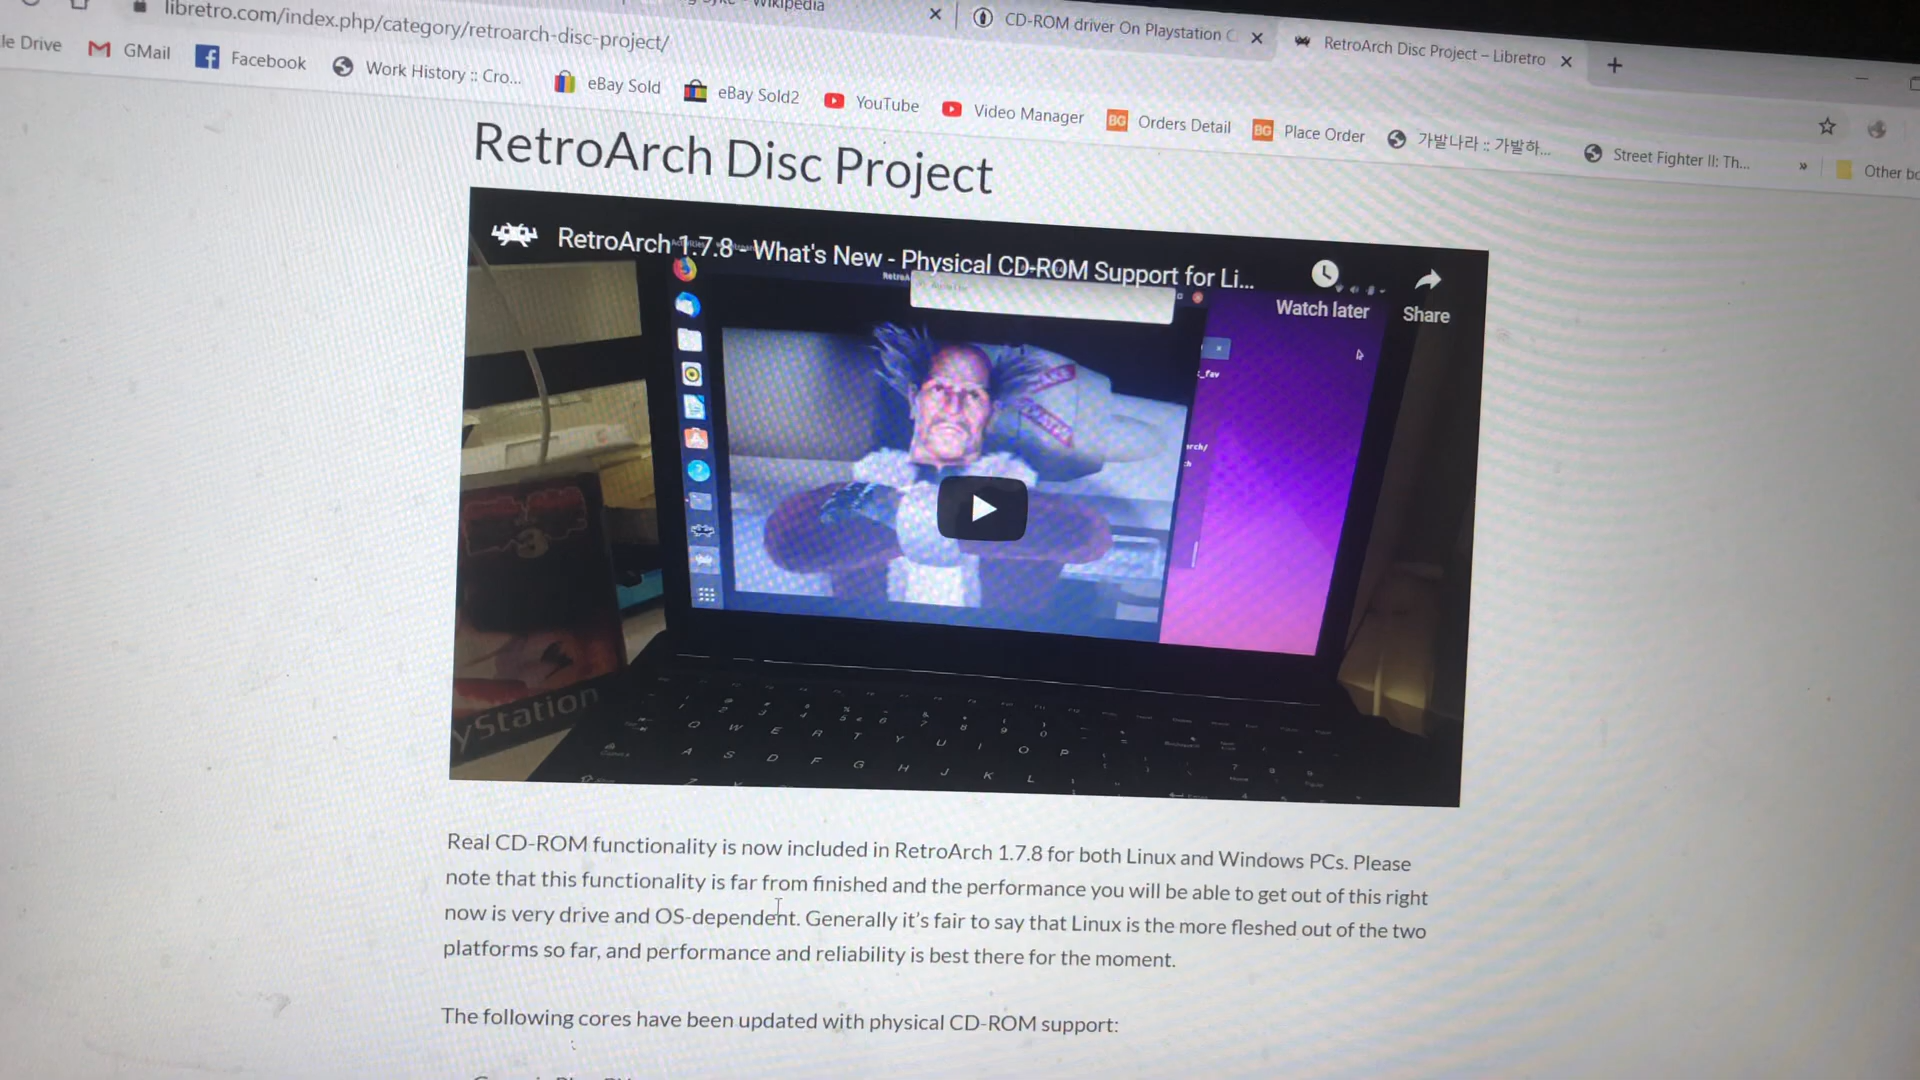 Wikipedia
CD-ROM driver On Playstation C
RetroArch Disc Project – Libretro
libretro.com/index.php/category/retroarch-disc-project/
le Drive
GMail
Facebook
Work History :: Cro...
eBay Sold
eBay Sold2
YouTube
Video Manager
BG Orders Detail
BG Place Order
가발나라 :: 가발하...
Street Fighter II: Th...
»
Other bo
RetroArch Disc Project
RetroArch 1.7.8 - What's New - Physical CD-ROM Support for Li...
Watch later
Share
_fav
arch/
3
yStation
Q W E R T Y U I O P
A S D F G H J K L
Real CD-ROM functionality is now included in RetroArch 1.7.8 for both Linux and Windows PCs. Please
note that this functionality is far from finished and the performance you will be able to get out of this right
now is very drive and OS-dependent. Generally it's fair to say that Linux is the more fleshed out of the two
platforms so far, and performance and reliability is best there for the moment.
The following cores have been updated with physical CD-ROM support: